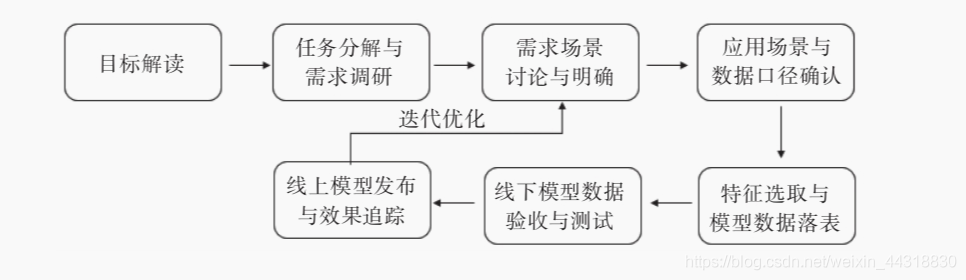 目标解读
任务分解与
需求调研
需求场景
讨论与明确
应用场景与
数据口径确认
迭代优化
线上模型发布
与效果追踪
线下模型数据
验收与测试
特征选取与
模型数据落表
https://blog.csdn.net/weixin_44318830